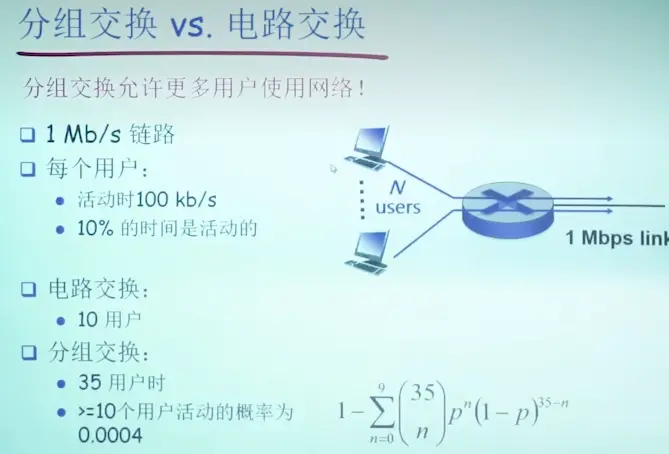 分组交换 vs. 电路交换
分组交换允许更多用户使用网络！
❑ 1 Mb/s 链路
❑ 每个用户：
• 活动时100 kb/s
• 10% 的时间是活动的
N
users
1 Mbps link
❑ 电路交换：
• 10 用户
❑ 分组交换：
• 35 用户时
• >=10个用户活动的概率为
0.0004
1-∑_{n=0}^{9} (35 n) p^n (1-p)^{35-n}